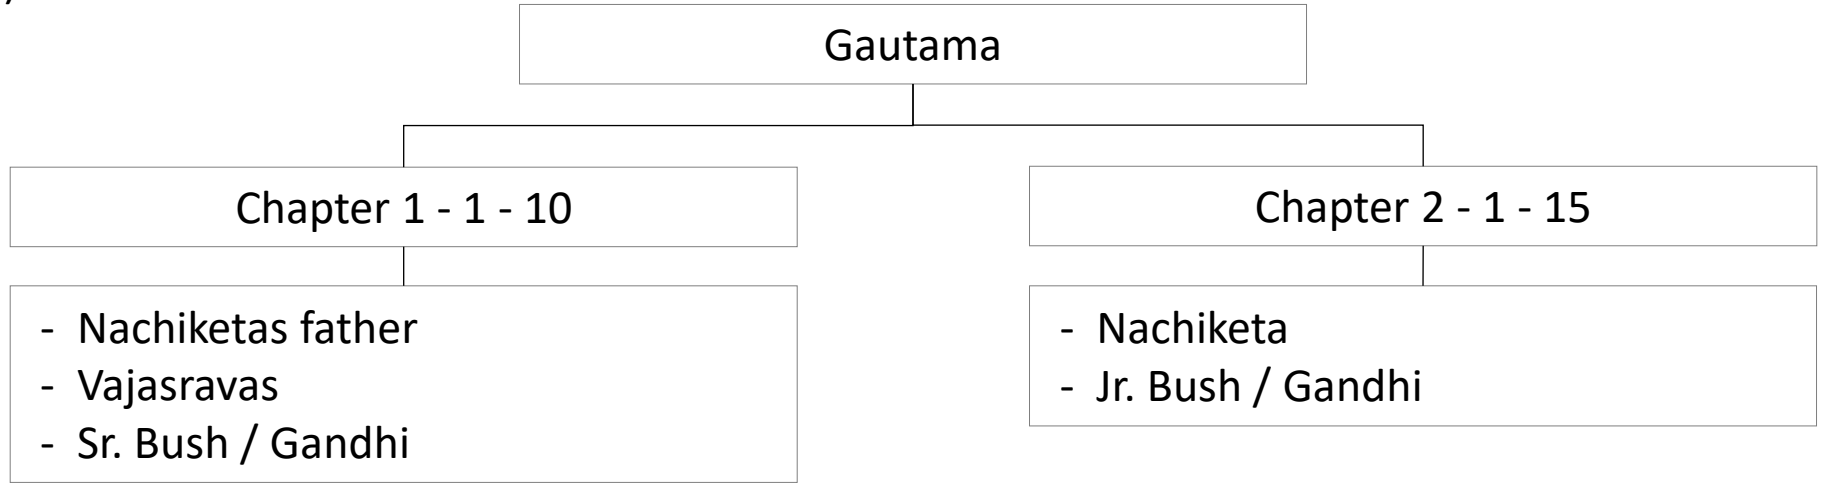 Gautama
Chapter 1 - 1 - 10
Chapter 2 - 1 - 15
- Nachiketas father
- Vajasravas
- Sr. Bush / Gandhi
- Nachiketa
- Jr. Bush / Gandhi